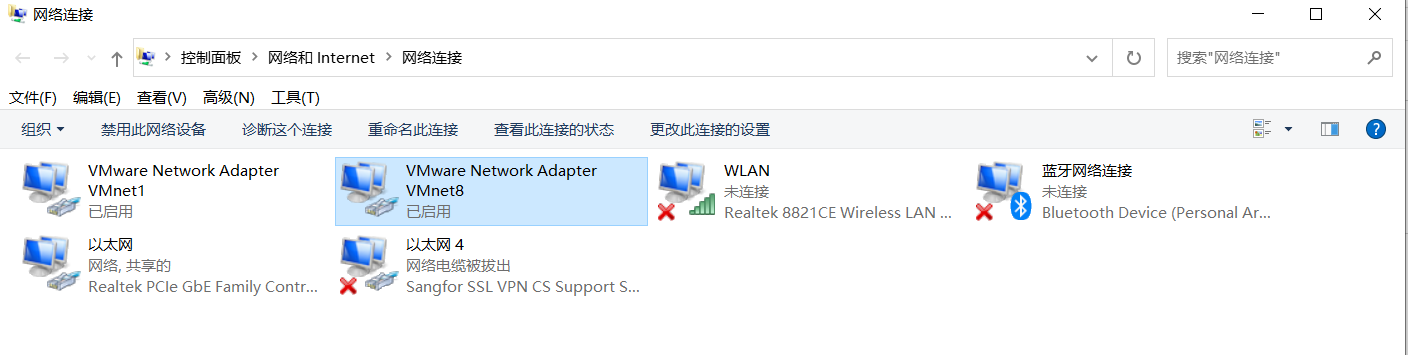 网络连接
控制面板 网络和 Internet 网络连接
搜索"网络连接"
文件(F) 编辑(E) 查看(V) 高级(N) 工具(T)
组织 禁用此网络设备 诊断这个连接 重命名此连接 查看此连接的状态 更改此连接的设置
VMware Network Adapter
VMnet1
已启用
VMware Network Adapter
VMnet8
已启用
WLAN
未连接
Realtek 8821CE Wireless LAN ...
蓝牙网络连接
未连接
Bluetooth Device (Personal Ar...
以太网
网络, 共享的
Realtek PCIe GbE Family Contr...
以太网 4
网络电缆被拔出
Sangfor SSL VPN CS Support S...